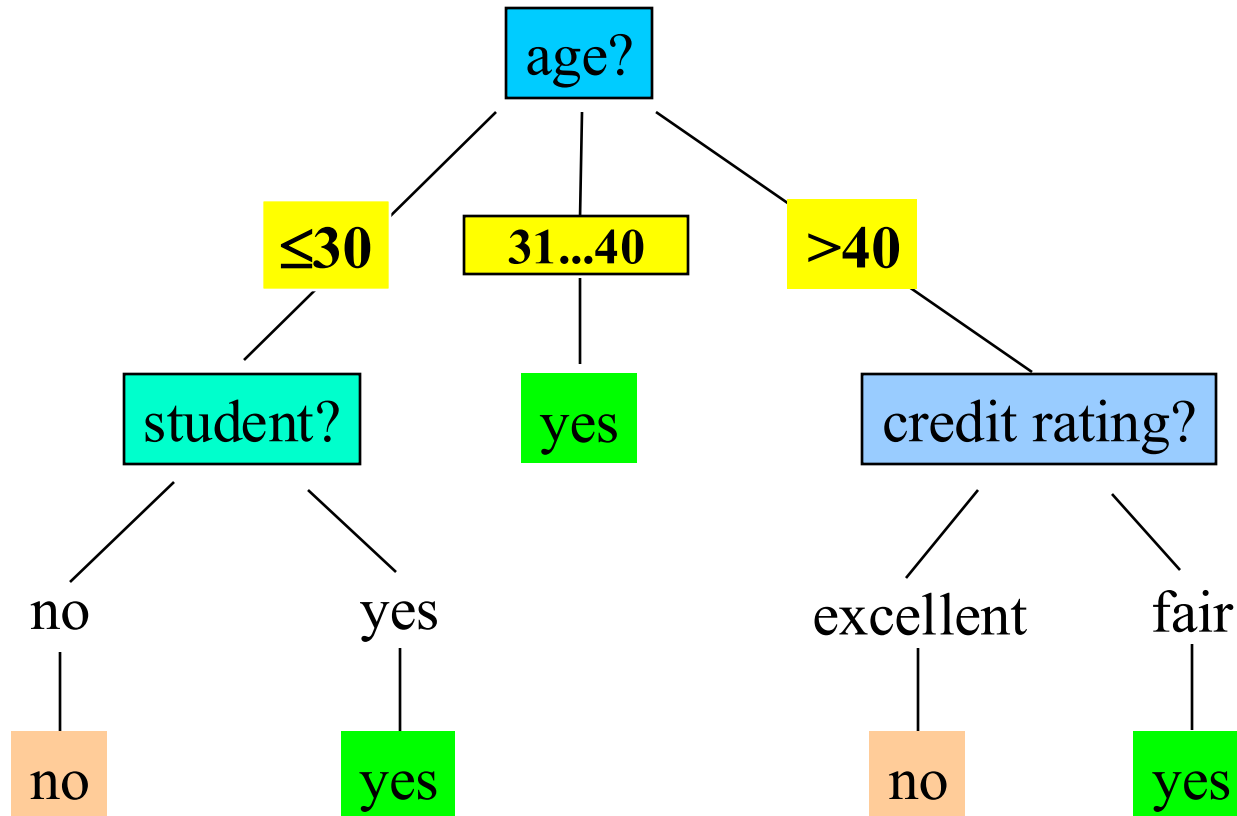 age?
≤30
31...40
>40
student?
yes
credit rating?
no
yes
excellent
fair
no
yes
no
yes